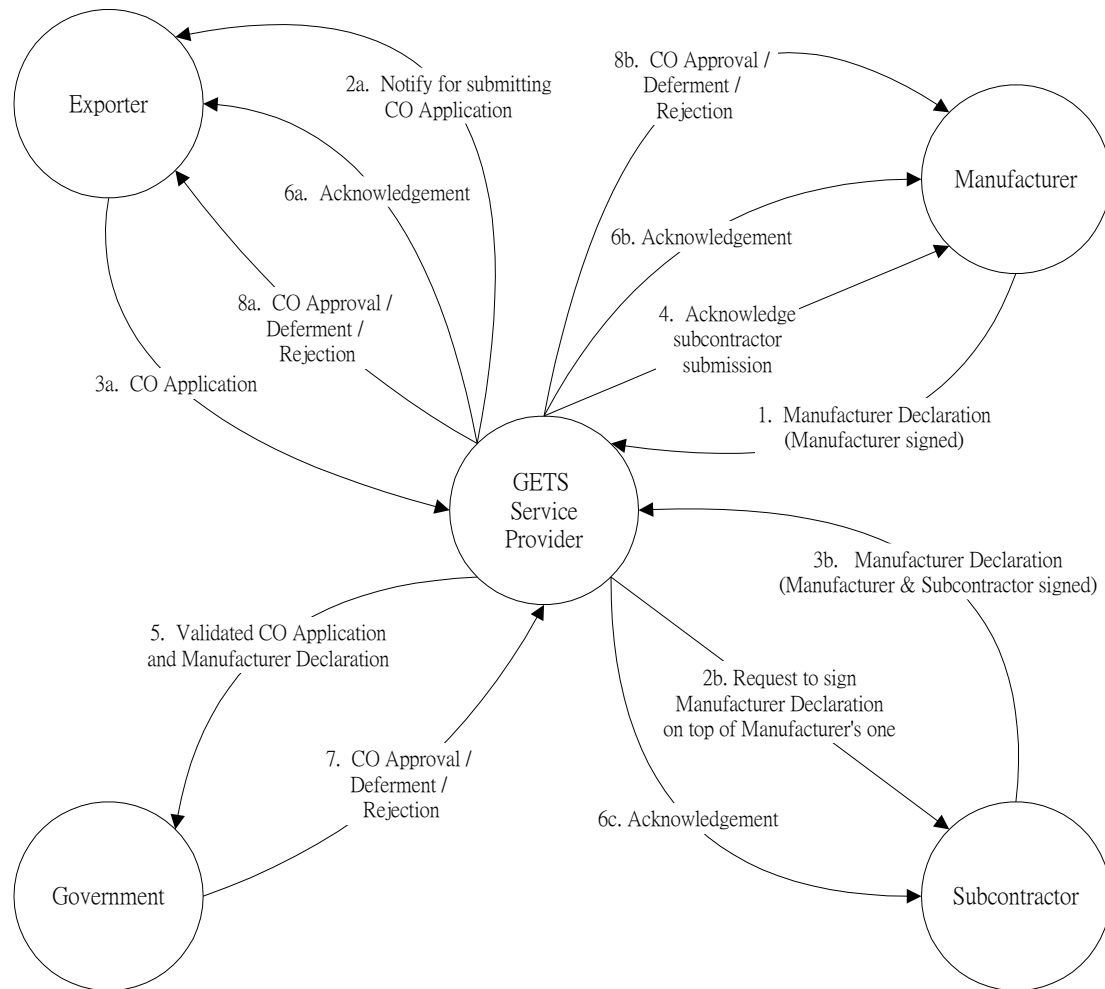 Exporter
2a. Notify for submitting
CO Application
8b. CO Approval /
Deferment /
Rejection
Manufacturer
6a. Acknowledgement
6b. Acknowledgement
8a. CO Approval /
Deferment /
Rejection
4. Acknowledge
subcontractor
submission
3a. CO Application
1. Manufacturer Declaration
(Manufacturer signed)
GETS
Service
Provider
3b. Manufacturer Declaration
(Manufacturer & Subcontractor signed)
5. Validated CO Application
and Manufacturer Declaration
2b. Request to sign
Manufacturer Declaration
on top of Manufacturer's one
7. CO Approval /
Deferment /
Rejection
6c. Acknowledgement
Government
Subcontractor